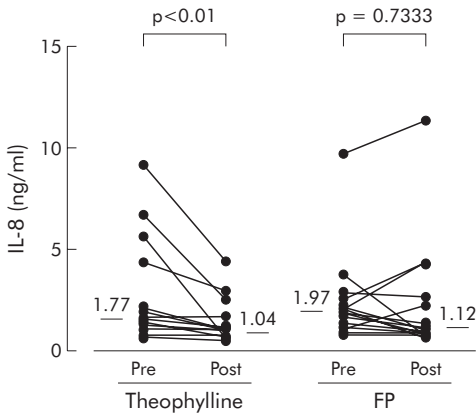 p<0.01 p = 0.7333
15
10
IL-8 (ng/ml)
5
1.77 1.04 1.97 1.12
0
Pre Post Pre Post
Theophylline FP